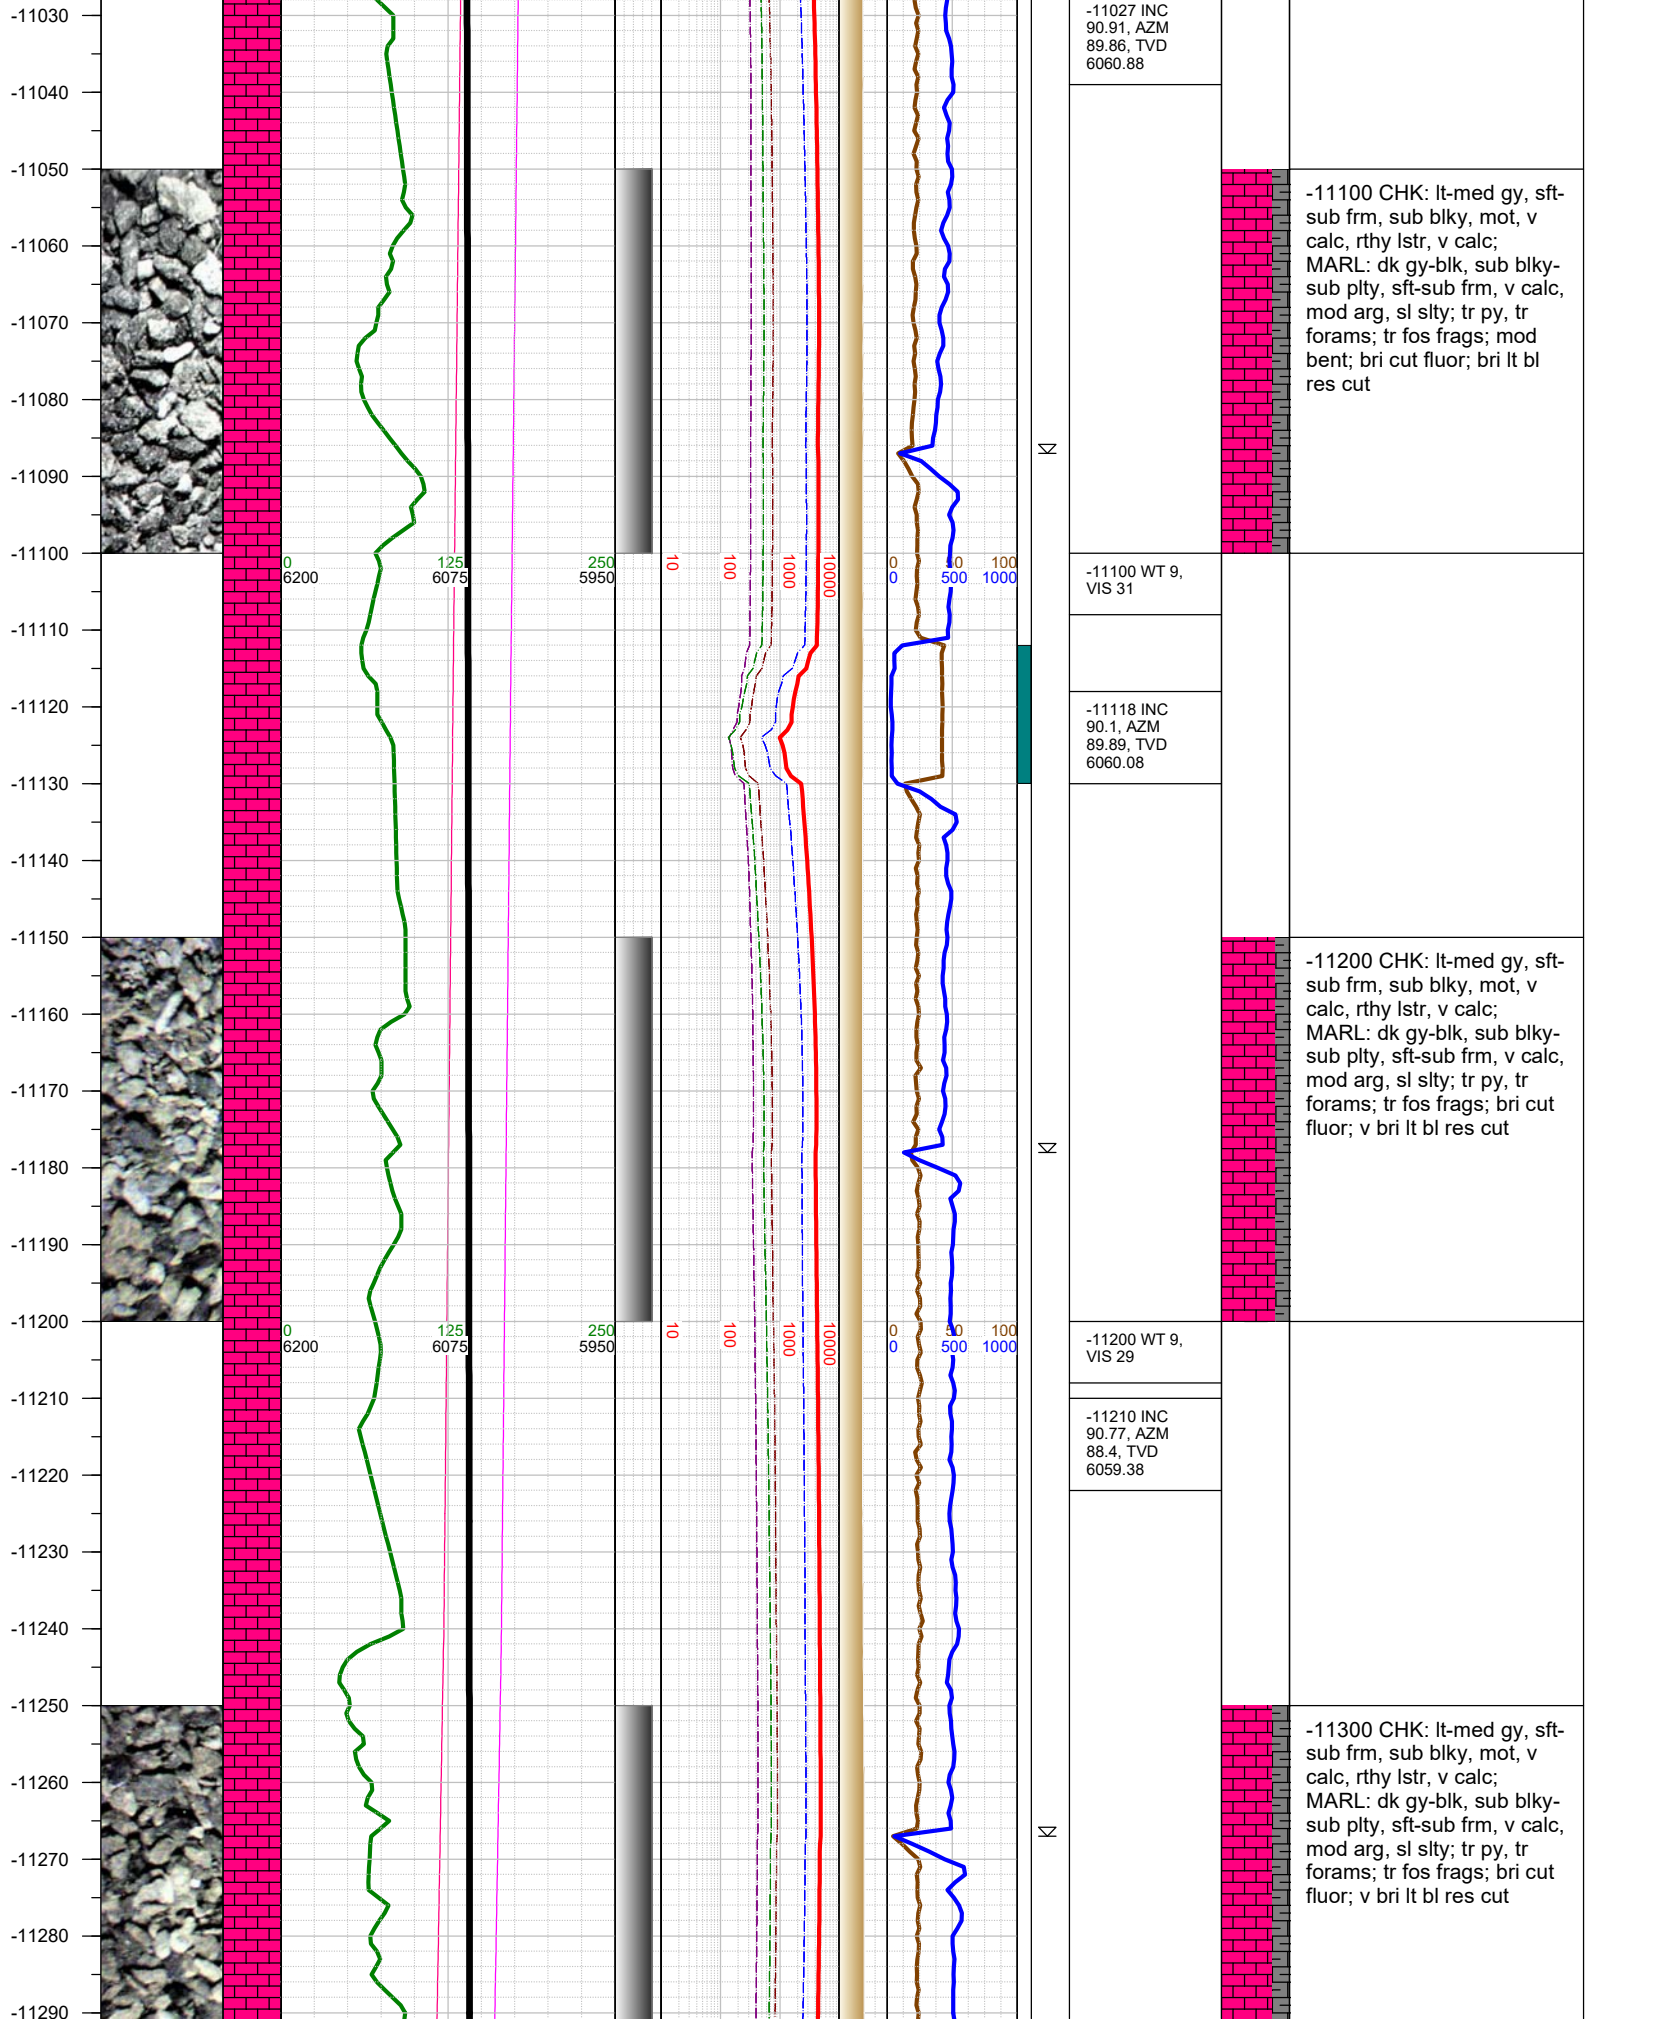 -11030
-11040
-11050
-11060
-11070
-11080
-11090
-11100
-11110
-11120
-11130
-11140
-11150
-11160
-11170
-11180
-11190
-11200
-11210
-11220
-11230
-11240
-11250
-11260
-11270
-11280
-11290
0 125 250
6200 6075 5950
10 100 1000 10000
0 50 100
0 500 1000
0 125 250
6200 6075 5950
10 100 1000 10000
0 50 100
0 500 1000
-11027 INC
90.91, AZM
89.86, TVD
6060.88
-11100 WT 9,
VIS 31
-11118 INC
90.1, AZM
89.89, TVD
6060.08
-11200 WT 9,
VIS 29
-11210 INC
90.77, AZM
88.4, TVD
6059.38
-11100 CHK: lt-med gy, sft-
sub frm, sub blky, mot, v
calc, rthy lstr, v calc;
MARL: dk gy-blk, sub blky-
sub plty, sft-sub frm, v calc,
mod arg, sl slty; tr py, tr
forams; tr fos frags; mod
bent; bri cut fluor; bri lt bl
res cut
-11200 CHK: lt-med gy, sft-
sub frm, sub blky, mot, v
calc, rthy lstr, v calc;
MARL: dk gy-blk, sub blky-
sub plty, sft-sub frm, v calc,
mod arg, sl slty; tr py, tr
forams; tr fos frags; bri cut
fluor; v bri lt bl res cut
-11300 CHK: lt-med gy, sft-
sub frm, sub blky, mot, v
calc, rthy lstr, v calc;
MARL: dk gy-blk, sub blky-
sub plty, sft-sub frm, v calc,
mod arg, sl slty; tr py, tr
forams; tr fos frags; bri cut
fluor; v bri lt bl res cut